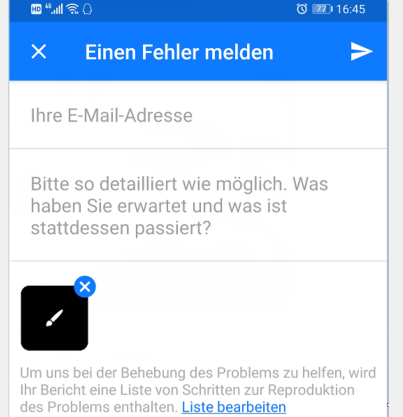 HD 4G 16:45
Einen Fehler melden
Ihre E-Mail-Adresse
Bitte so detailliert wie möglich. Was
haben Sie erwartet und was ist
stattdessen passiert?
Um uns bei der Behebung des Problems zu helfen, wird
Ihr Bericht eine Liste von Schritten zur Reproduktion
des Problems enthalten. Liste bearbeiten